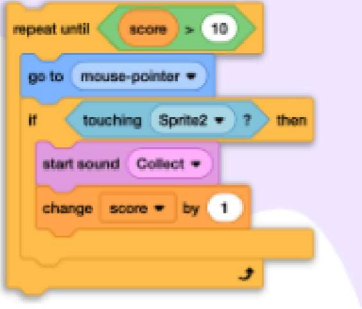 repeat until score > 10
go to mouse-pointer
if touching Sprite2 ? then
start sound Collect
change score by 1